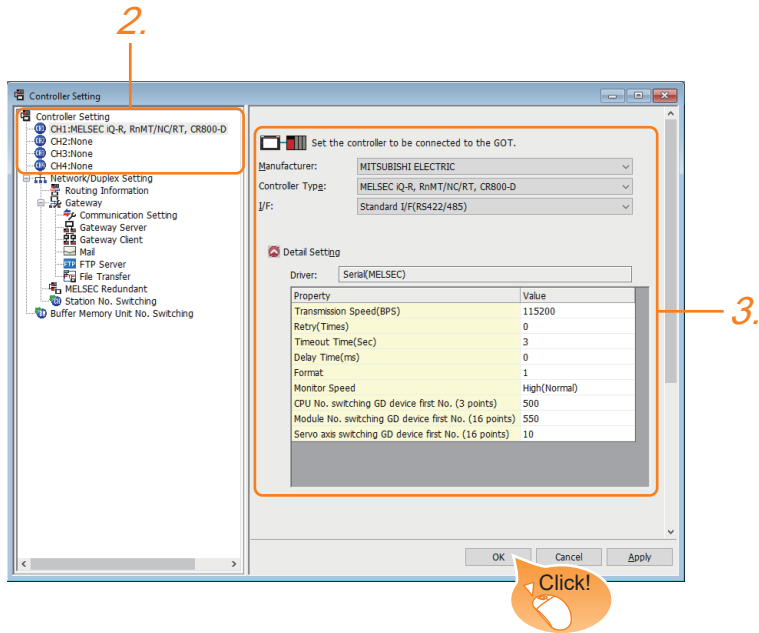 2.
Controller Setting
Controller Setting
CH1:MELSEC iQ-R, RnMT/NC/RT, CR800-D
CH2:None
CH3:None
CH4:None
Network/Duplex Setting
Routing Information
Gateway
Communication Setting
Gateway Server
Gateway Client
Mail
FTP Server
File Transfer
MELSEC Redundant
Station No. Switching
Buffer Memory Unit No. Switching
Set the controller to be connected to the GOT.
Manufacturer: MITSUBISHI ELECTRIC
Controller Type: MELSEC iQ-R, RnMT/NC/RT, CR800-D
I/F: Standard I/F(RS422/485)
Detail Setting
Driver: Serial(MELSEC)
Property Value
Transmission Speed(BPS) 115200
Retry(Times) 0
Timeout Time(Sec) 3
Delay Time(ms) 0
Format 1
Monitor Speed High(Normal)
CPU No. switching GD device first No. (3 points) 500
Module No. switching GD device first No. (16 points) 550
Servo axis switching GD device first No. (16 points) 10
3.
OK Cancel Apply
Click!